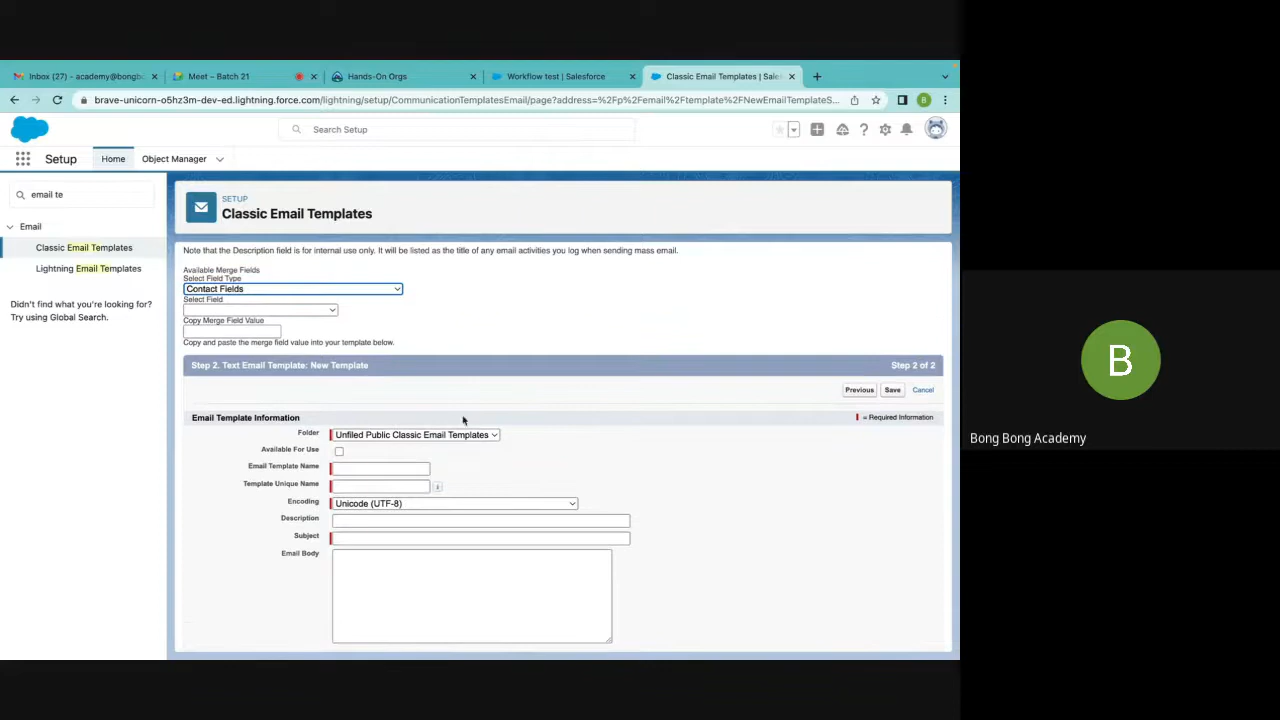 Inbox (27) - academy@bongb
Meet – Batch 21
Hands-On Orgs
Workflow test | Salesforce
Classic Email Templates | Sales
brave-unicorn-o5hz3m-dev-ed.lightning.force.com/lightning/setup/CommunicationTemplatesEmail/page?address=%2Fp%2Femail%2Ftemplate%2FNewEmailTemplateS...
B
Search Setup
Setup
Home
Object Manager
email te
Email
Classic Email Templates
Lightning Email Templates
Didn't find what you're looking for?
Try using Global Search.
SETUP
Classic Email Templates
Note that the Description field is for internal use only. It will be listed as the title of any email activities you log when sending mass email.
Available Merge Fields
Select Field Type
Contact Fields
Select Field
Copy Merge Field Value
Copy and paste the merge field value into your template below.
Step 2. Text Email Template: New Template
Step 2 of 2
Previous
Save
Cancel
Email Template Information
= Required Information
Folder
Unfiled Public Classic Email Templates
Available For Use
Email Template Name
Template Unique Name
i
Encoding
Unicode (UTF-8)
Description
Subject
Email Body
B
Bong Bong Academy